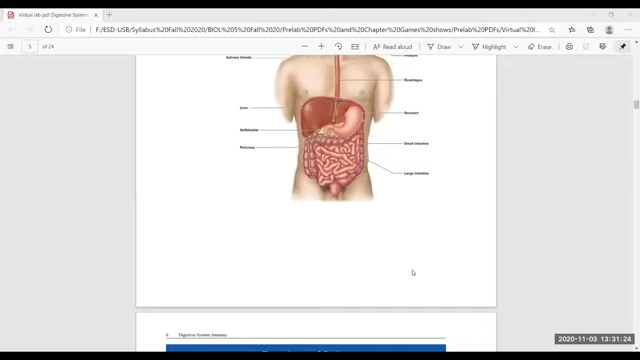 Virtual lab pdf Digestive System
File
F:/ESD-USB/Syllabus%20Fall%202020/BIOL%205%20Fall%2020/Prelab%20PDFs%20and%20Chapter%20Games%20shows/Prelab%20PDFs/Virtual%20l...
5 of 24
Read aloud
Draw
Highlight
Erase
Salivary Glands
Pharynx
Esophagus
Liver
Stomach
Gallbladder
Small intestine
Pancreas
Large intestine
6 Digestive System Anatomy
2020-11-03 13:31:24